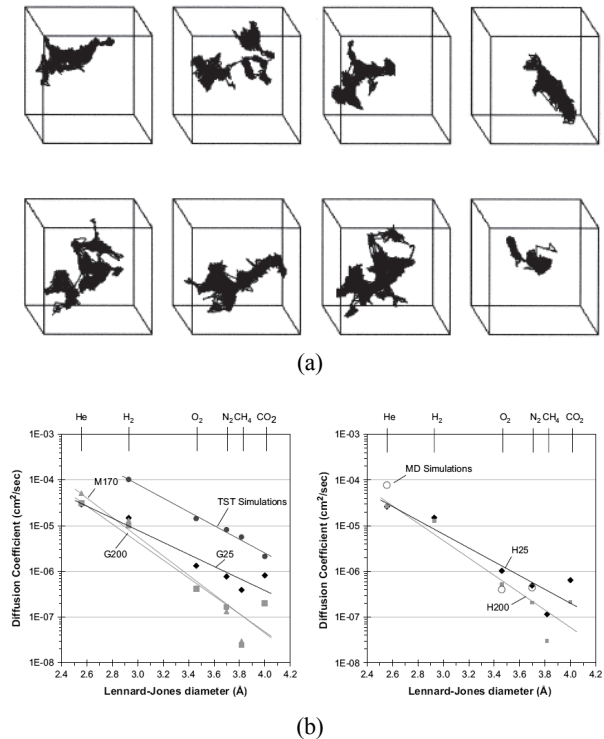 (a)
He H₂ O₂ N₂ CH₄ CO₂
1E-03
M170
1E-04
TST Simulations
1E-05
G25
G200
1E-06
1E-07
1E-08
Diffusion Coefficient (cm²/sec)
2.4 2.6 2.8 3.0 3.2 3.4 3.6 3.8 4.0 4.2
Lennard-Jones diameter (Å)
He H₂ O₂ N₂ CH₄ CO₂
1E-03
MD Simulations
1E-04
1E-05
H25
1E-06
H200
1E-07
1E-08
Diffusion Coefficient (cm²/sec)
2.4 2.6 2.8 3.0 3.2 3.4 3.6 3.8 4.0 4.2
Lennard-Jones diameter (Å)
(b)